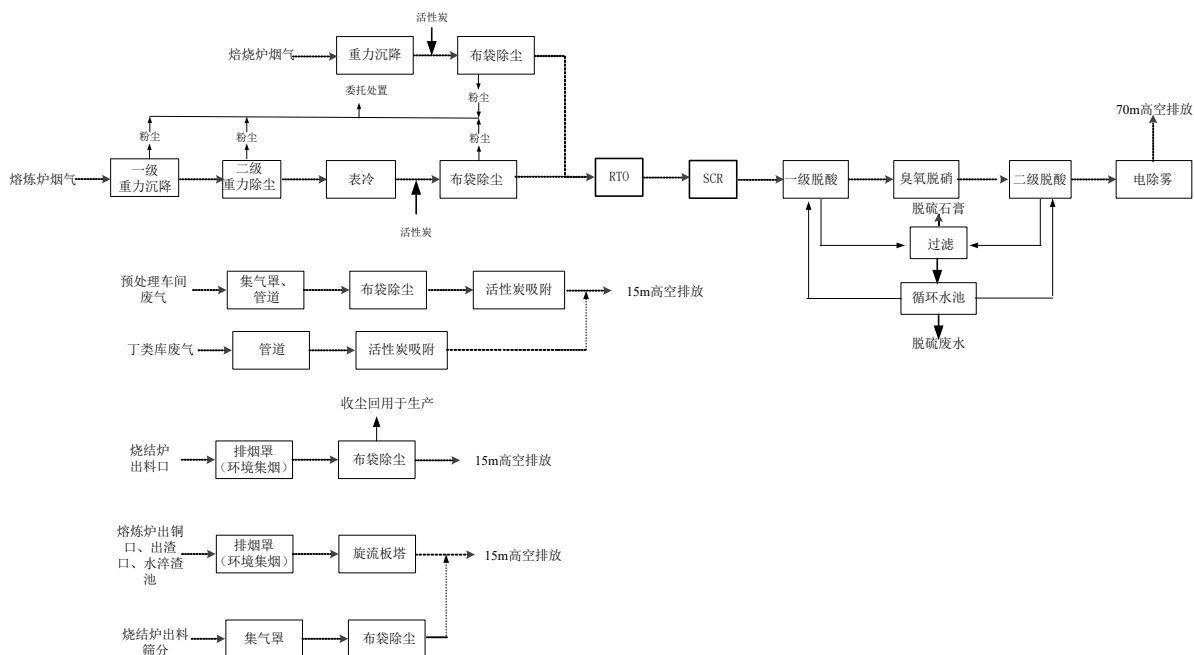 活性炭
焙烧炉烟气
重力沉降
布袋除尘
委托处置
粉尘
粉尘
粉尘
粉尘
70m高空排放
熔炼炉烟气
一级
重力沉降
二级
重力除尘
表冷
布袋除尘
RTO
SCR
一级脱酸
臭氧脱硝
二级脱酸
电除雾
活性炭
脱硫石膏
过滤
循环水池
脱硫废水
预处理车间
废气
集气罩、
管道
布袋除尘
活性炭吸附
15m高空排放
丁类库废气
管道
活性炭吸附
收尘回用于生产
烧结炉
出料口
排烟罩
（环境集烟）
布袋除尘
15m高空排放
熔炼炉出铜
口、出渣
口、水淬渣
池
排烟罩
（环境集烟）
旋流板塔
15m高空排放
烧结炉出料
筛分
集气罩
布袋除尘